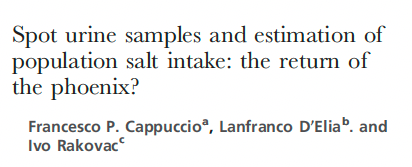 Spot urine samples and estimation of
population salt intake: the return of
the phoenix?
Francesco P. Cappuccioᵃ, Lanfranco D'Eliaᵇ. and
Ivo Rakovacᶜ